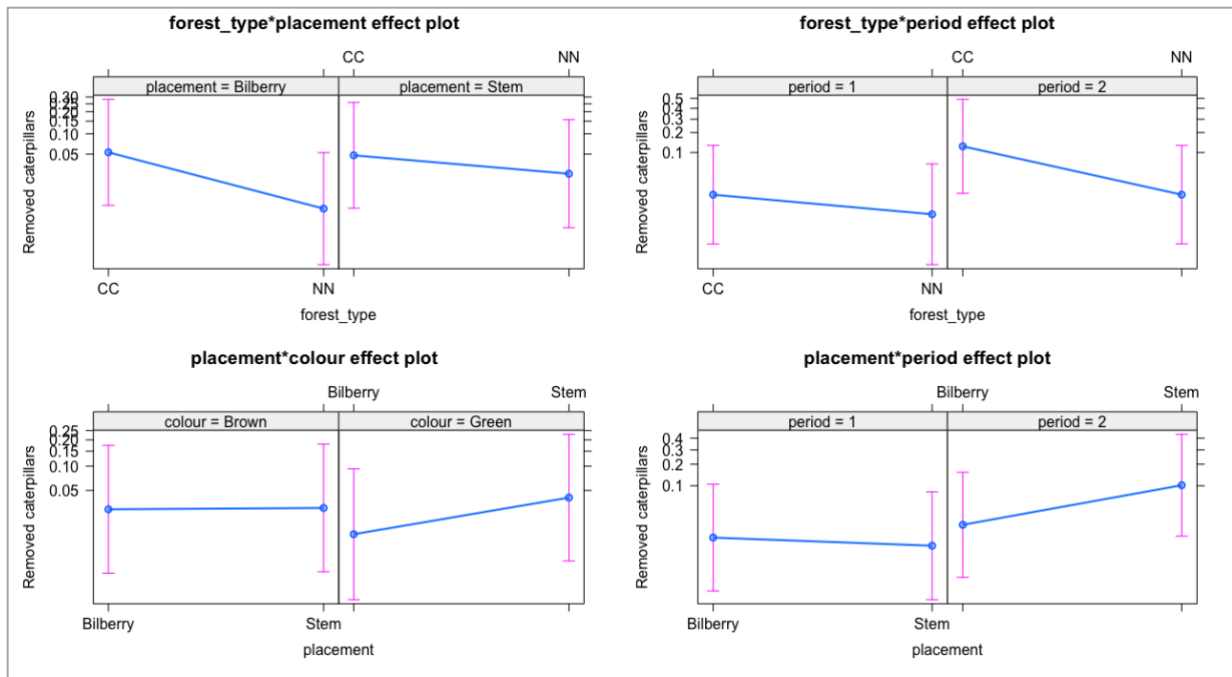 forest_type*placement effect plot
CC NN
placement = Bilberry placement = Stem
0.30
0.25
0.20
0.15
0.10
0.05
Removed caterpillars
CC NN
forest_type
forest_type*period effect plot
CC NN
period = 1 period = 2
0.5
0.4
0.3
0.2
0.1
Removed caterpillars
CC NN
forest_type
placement*colour effect plot
Bilberry Stem
colour = Brown colour = Green
0.25
0.20
0.15
0.10
0.05
Removed caterpillars
Bilberry Stem
placement
placement*period effect plot
Bilberry Stem
period = 1 period = 2
0.4
0.3
0.2
0.1
Removed caterpillars
Bilberry Stem
placement